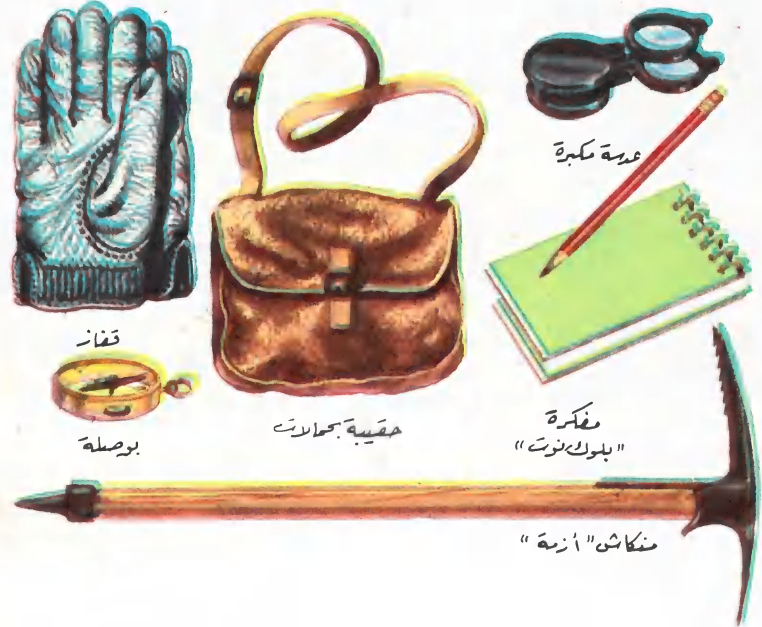 عدسة مكبرة
قفاز
بوصلة
حقيبة بحمالات
مفكرة
"بلوك نوت"
منكاش "أزمة"